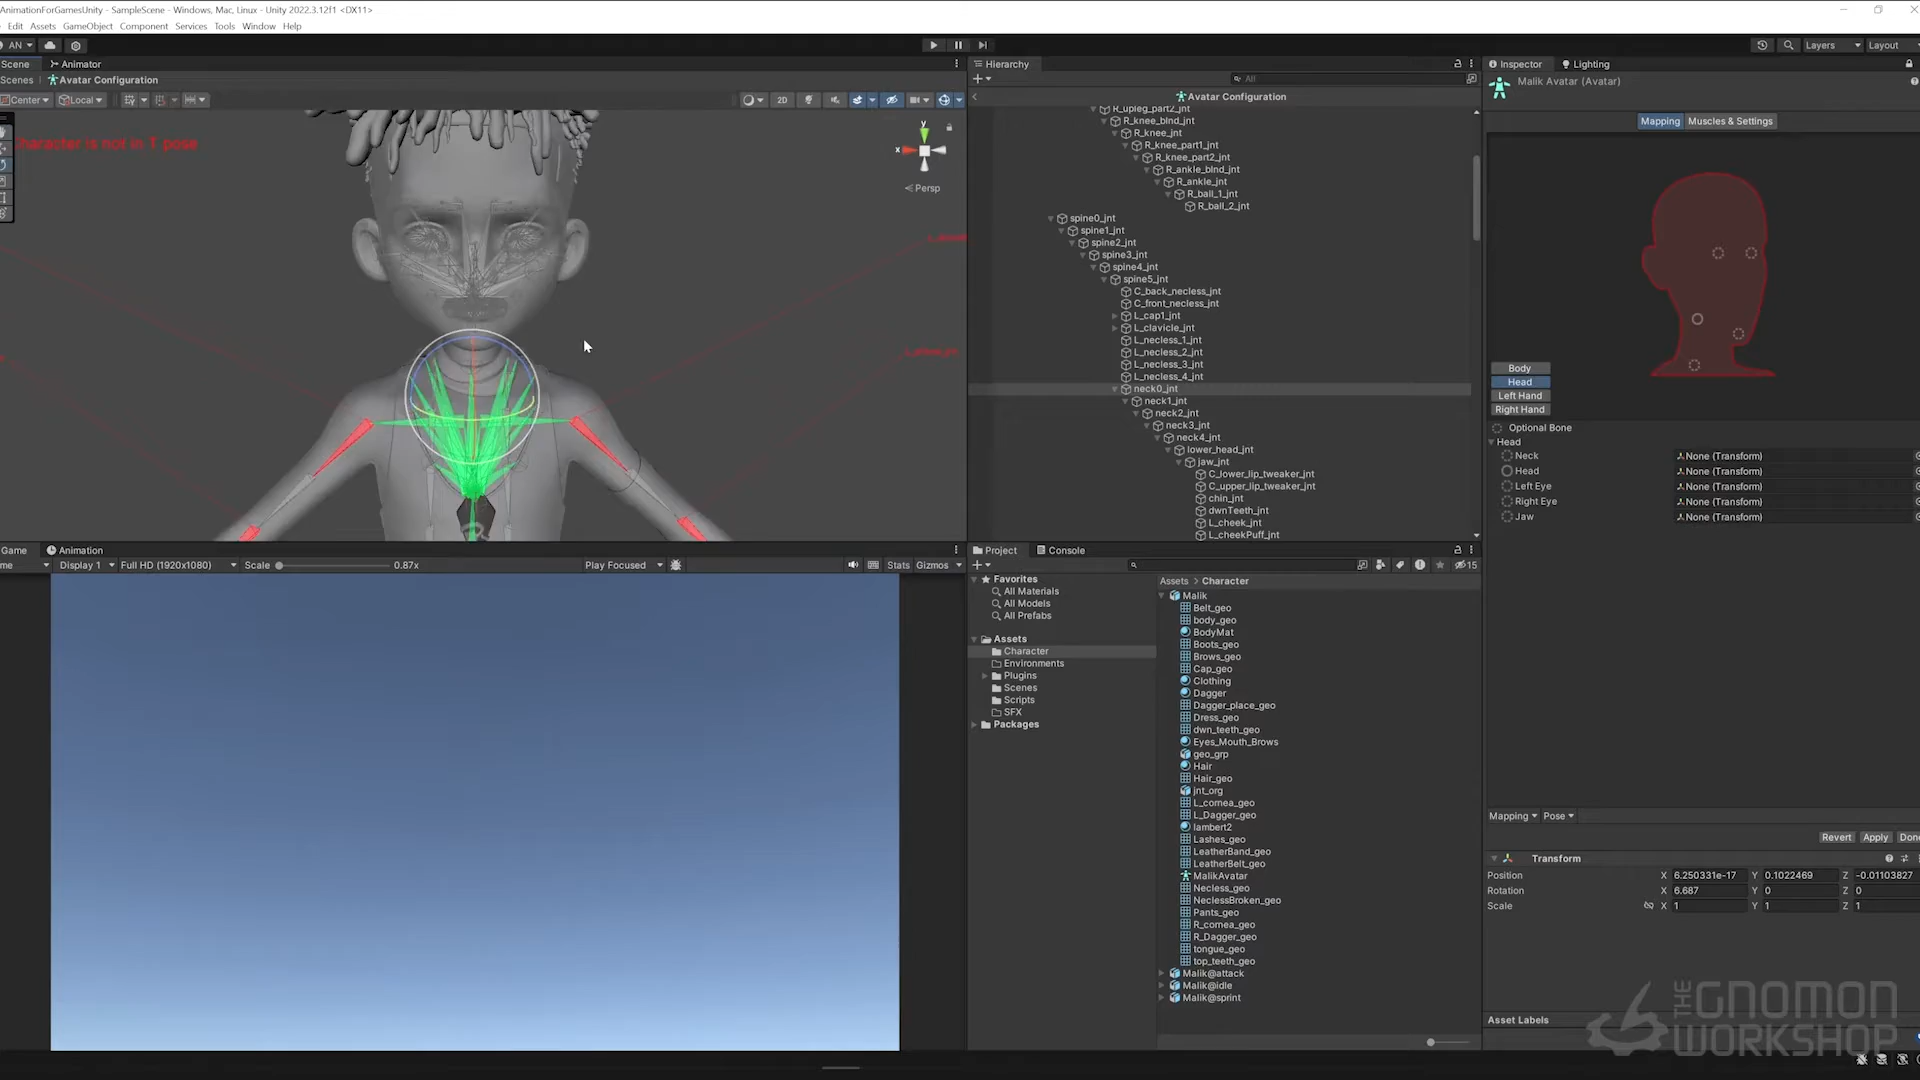 AnimationForGamesUnity - SampleScene - Windows, Mac, Linux - Unity 2022.3.12f1 <DX11>
Edit Assets GameObject Component Services Tools Window Help
AN
Layers
Layout
Scene
Animator
Scenes
Avatar Configuration
Center
Local
2D
Character is not in T pose
y
x
Persp
Hierarchy
All
Avatar Configuration
R_upleg_part2_jnt
R_knee_blnd_jnt
R_knee_jnt
R_knee_part1_jnt
R_knee_part2_jnt
R_ankle_blnd_jnt
R_ankle_jnt
R_ball_1_jnt
R_ball_2_jnt
spine0_jnt
spine1_jnt
spine2_jnt
spine3_jnt
spine4_jnt
spine5_jnt
C_back_necless_jnt
C_front_necless_jnt
L_cap1_jnt
L_clavicle_jnt
L_necless_1_jnt
L_necless_2_jnt
L_necless_3_jnt
L_necless_4_jnt
neck0_jnt
neck1_jnt
neck2_jnt
neck3_jnt
neck4_jnt
lower_head_jnt
jaw_jnt
C_lower_lip_tweaker_jnt
C_upper_lip_tweaker_jnt
chin_jnt
dwnTeeth_jnt
L_cheek_jnt
L_cheekPuff_jnt
Inspector
Lighting
Malik Avatar (Avatar)
Mapping
Muscles & Settings
Body
Head
Left Hand
Right Hand
Optional Bone
Head
Neck None (Transform)
Head None (Transform)
Left Eye None (Transform)
Right Eye None (Transform)
Jaw None (Transform)
Mapping
Pose
Revert
Apply
Done
Transform
Position X 6.250331e-17 Y 0.1022469 Z -0.01103827
Rotation X 6.687 Y 0 Z 0
Scale X 1 Y 1 Z 1
Asset Labels
Game
Animation
Display 1
Full HD (1920x1080)
Scale
0.87x
Play Focused
Stats
Gizmos
Project
Console
15
Favorites
All Materials
All Models
All Prefabs
Assets
Character
Environments
Plugins
Scenes
Scripts
SFX
Packages
Assets > Character
Malik
Belt_geo
body_geo
BodyMat
Boots_geo
Brows_geo
Cap_geo
Clothing
Dagger
Dagger_place_geo
Dress_geo
dwn_teeth_geo
Eyes_Mouth_Brows
geo_grp
Hair
Hair_geo
jnt_org
L_cornea_geo
L_Dagger_geo
lambert2
Lashes_geo
LeatherBand_geo
LeatherBelt_geo
MalikAvatar
Necless_geo
NeclessBroken_geo
Pants_geo
R_cornea_geo
R_Dagger_geo
tongue_geo
top_teeth_geo
Malik@attack
Malik@idle
Malik@sprint
THE GNOMON
WORKSHOP